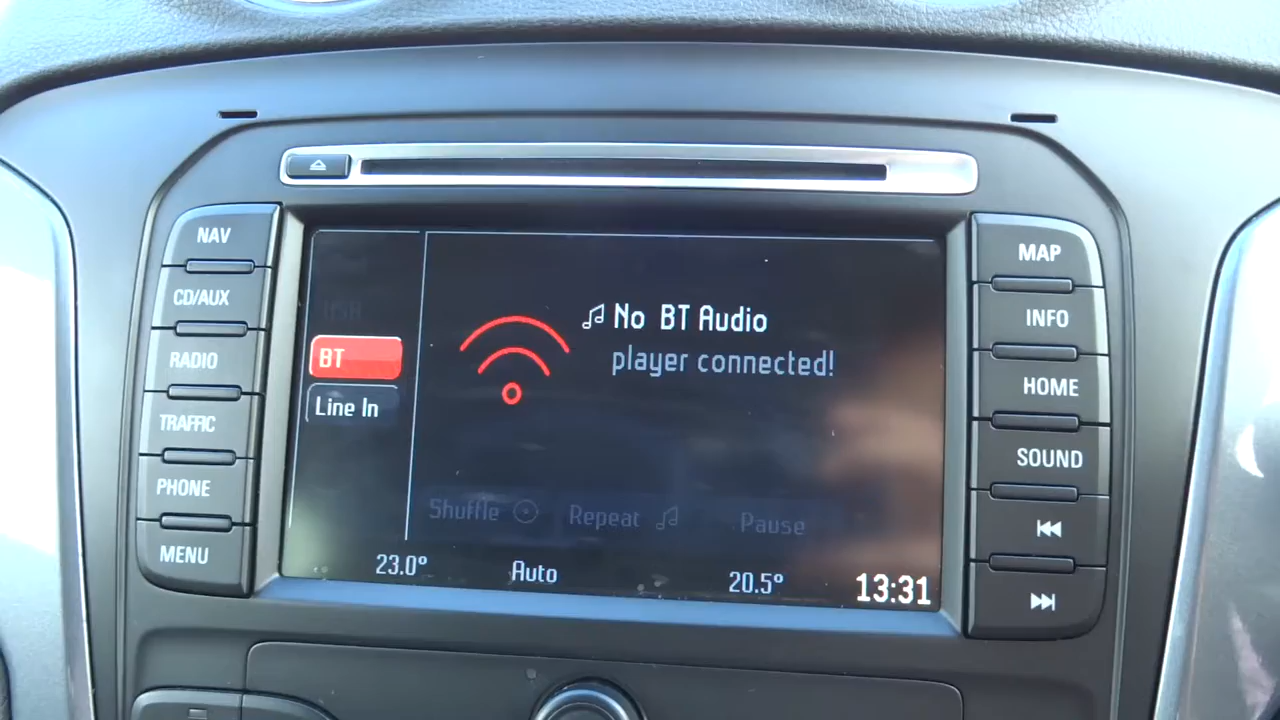 NAV
CD/AUX
RADIO
TRAFFIC
PHONE
MENU
USB
BT
Line In
No BT Audio
player connected!
Shuffle
Repeat
Pause
23.0°
Auto
20.5°
13:31
MAP
INFO
HOME
SOUND